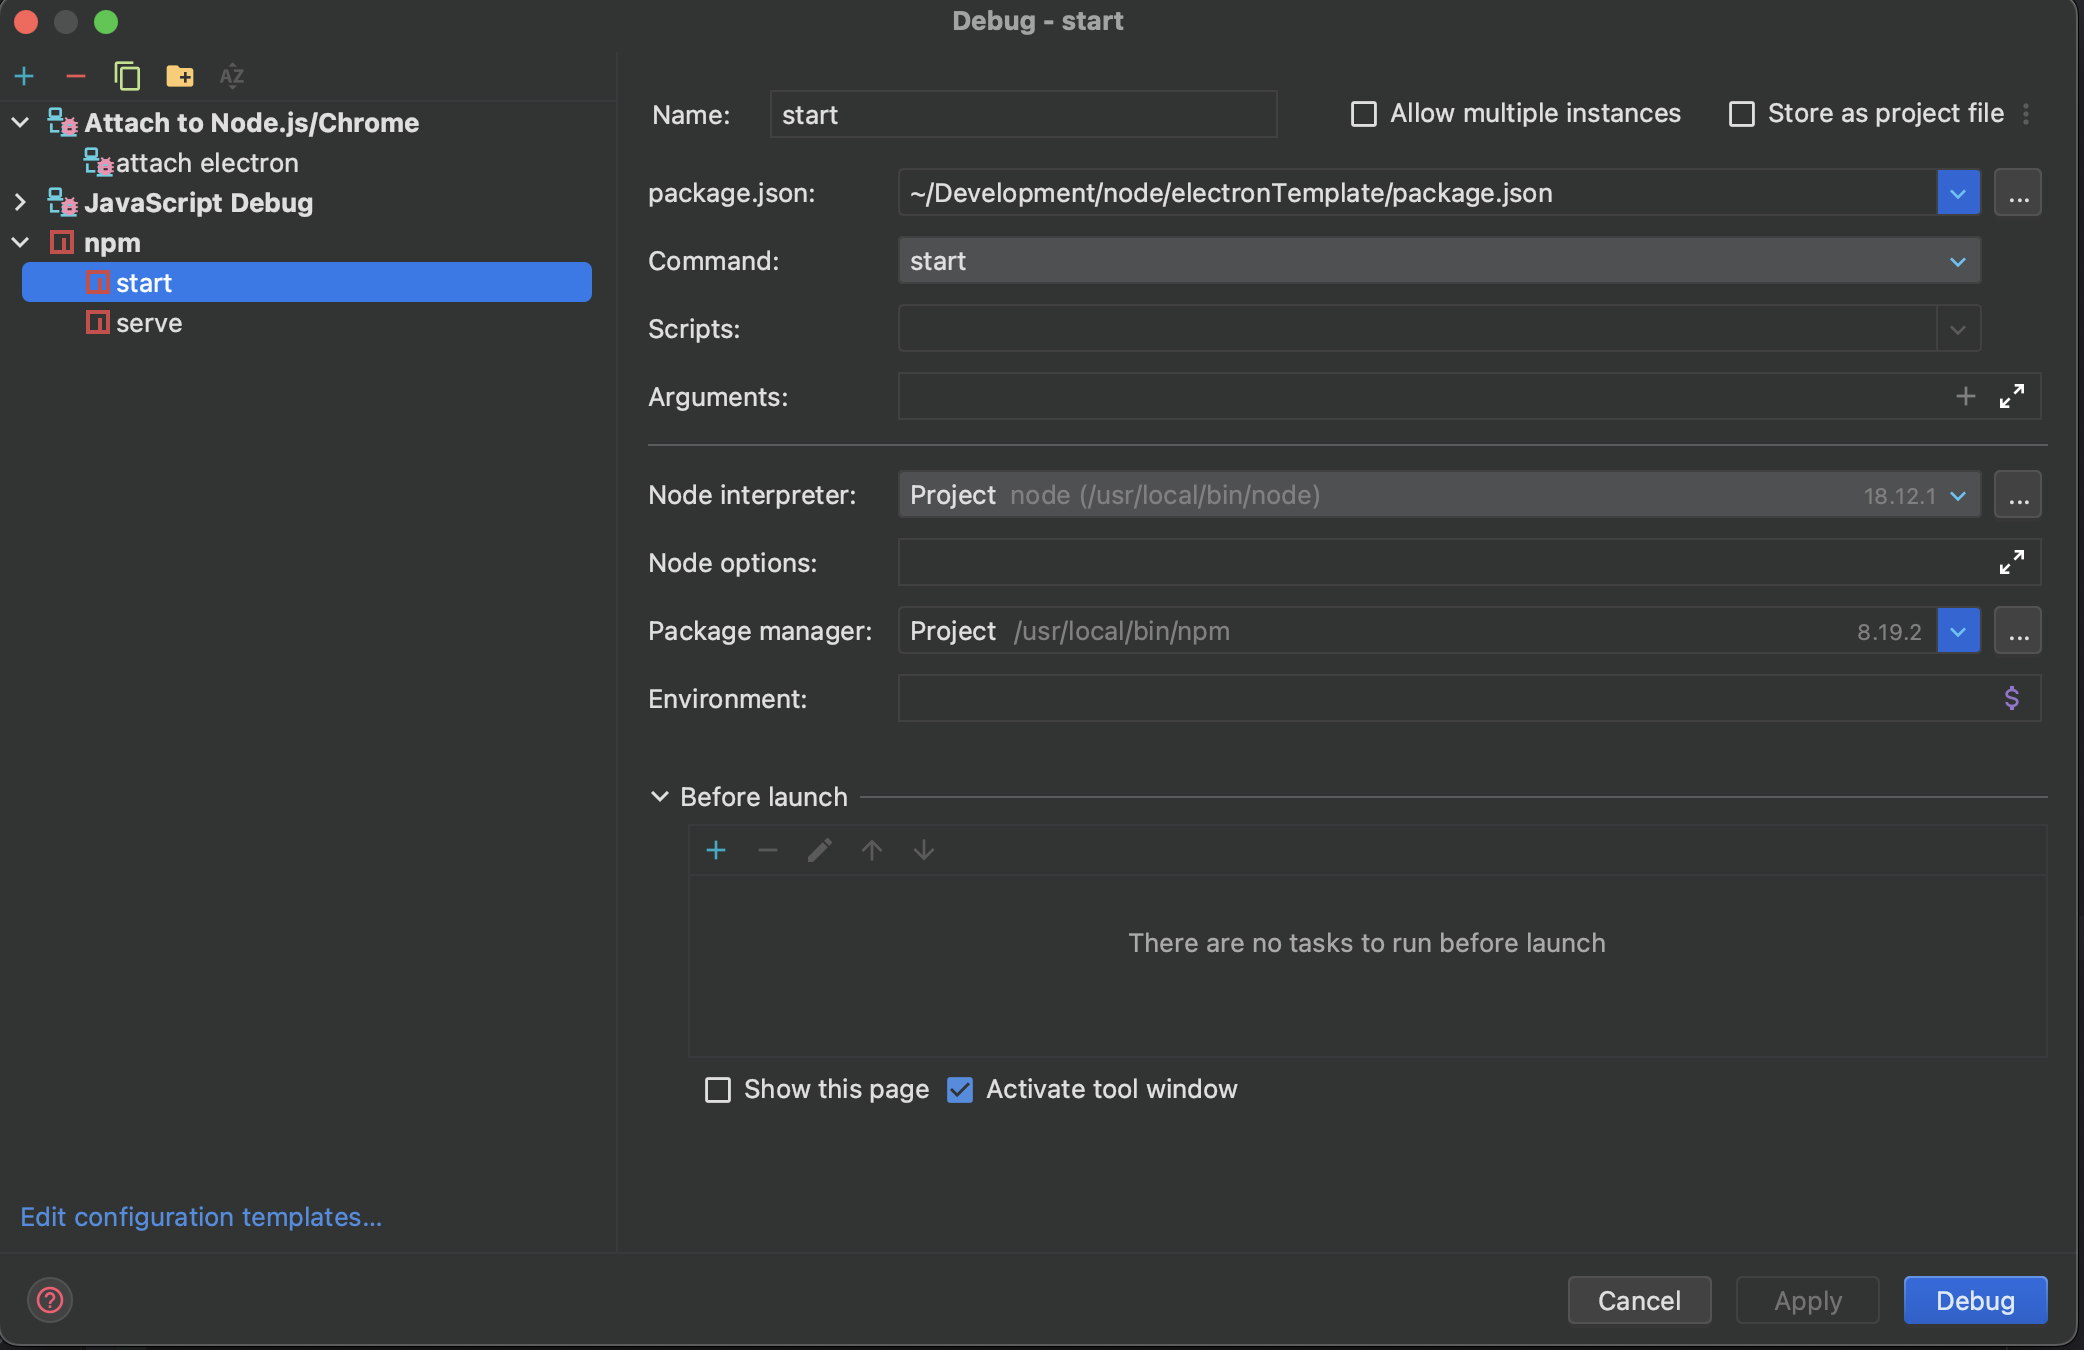 Debug - start
AZ
Attach to Node.js/Chrome
attach electron
JavaScript Debug
npm
start
serve
Edit configuration templates...
Name: start
Allow multiple instances
Store as project file
package.json: ~/Development/node/electronTemplate/package.json ...
Command: start
Scripts:
Arguments:
Node interpreter: Project node (/usr/local/bin/node) 18.12.1 ...
Node options:
Package manager: Project /usr/local/bin/npm 8.19.2 ...
Environment: $
Before launch
There are no tasks to run before launch
Show this page
Activate tool window
?
Cancel
Apply
Debug